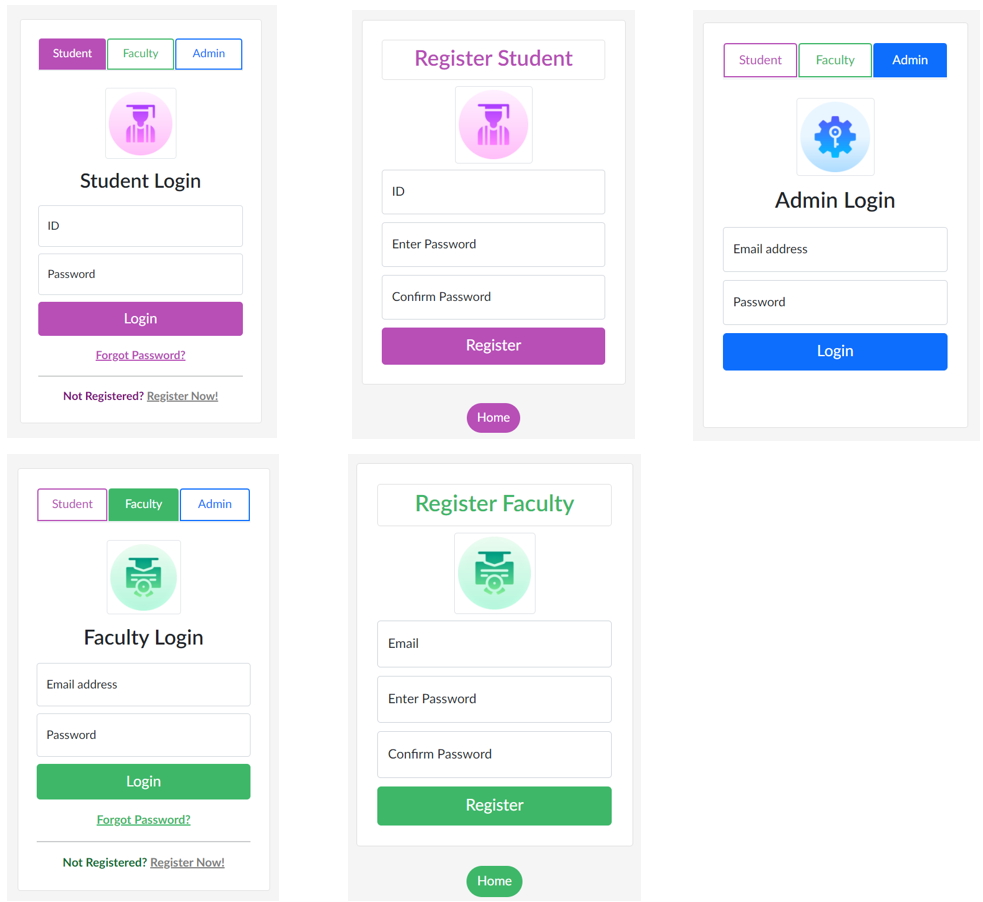 Student Faculty Admin
Student Login
ID
Password
Login
Forgot Password?
Not Registered? Register Now!
Register Student
ID
Enter Password
Confirm Password
Register
Home
Student Faculty Admin
Admin Login
Email address
Password
Login
Student Faculty Admin
Faculty Login
Email address
Password
Login
Forgot Password?
Not Registered? Register Now!
Register Faculty
Email
Enter Password
Confirm Password
Register
Home